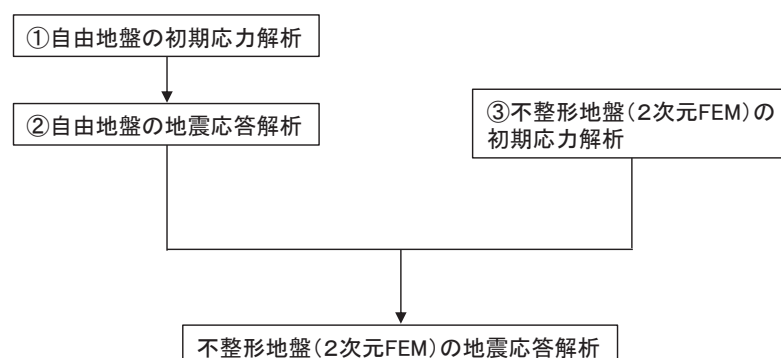 ①自由地盤の初期応力解析
②自由地盤の地震応答解析
③不整形地盤(2次元FEM)の
初期応力解析
不整形地盤(2次元FEM)の地震応答解析